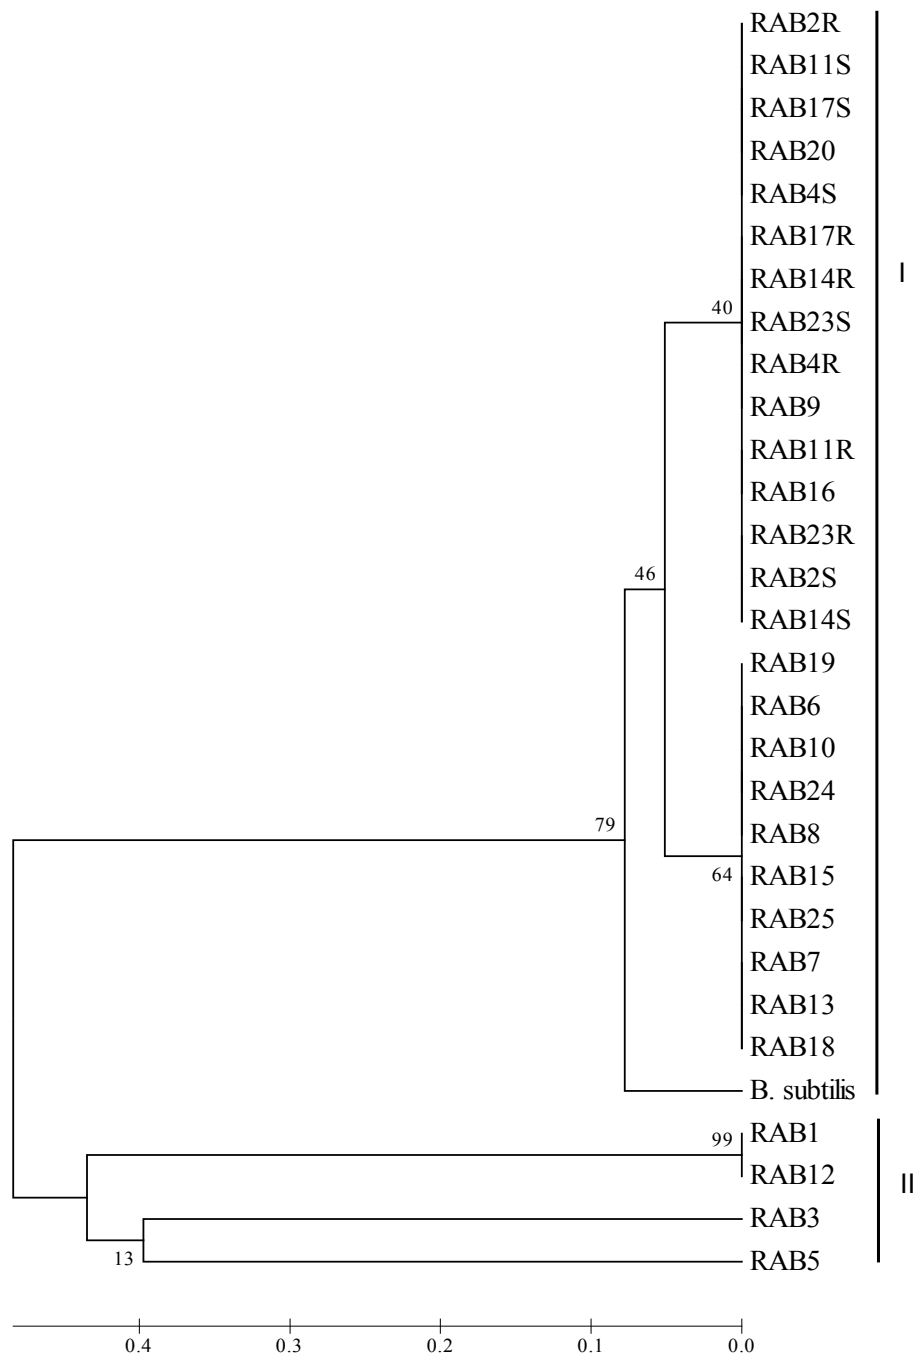 RAB2R
RAB11S
RAB17S
RAB20
RAB4S
RAB17R
I
RAB14R
40
RAB23S
RAB4R
RAB9
RAB11R
RAB16
RAB23R
46
RAB2S
RAB14S
RAB19
RAB6
RAB10
RAB24
79
RAB8
64
RAB15
RAB25
RAB7
RAB13
RAB18
B. subtilis
99
RAB1
RAB12
II
RAB3
13
RAB5
0.4 0.3 0.2 0.1 0.0